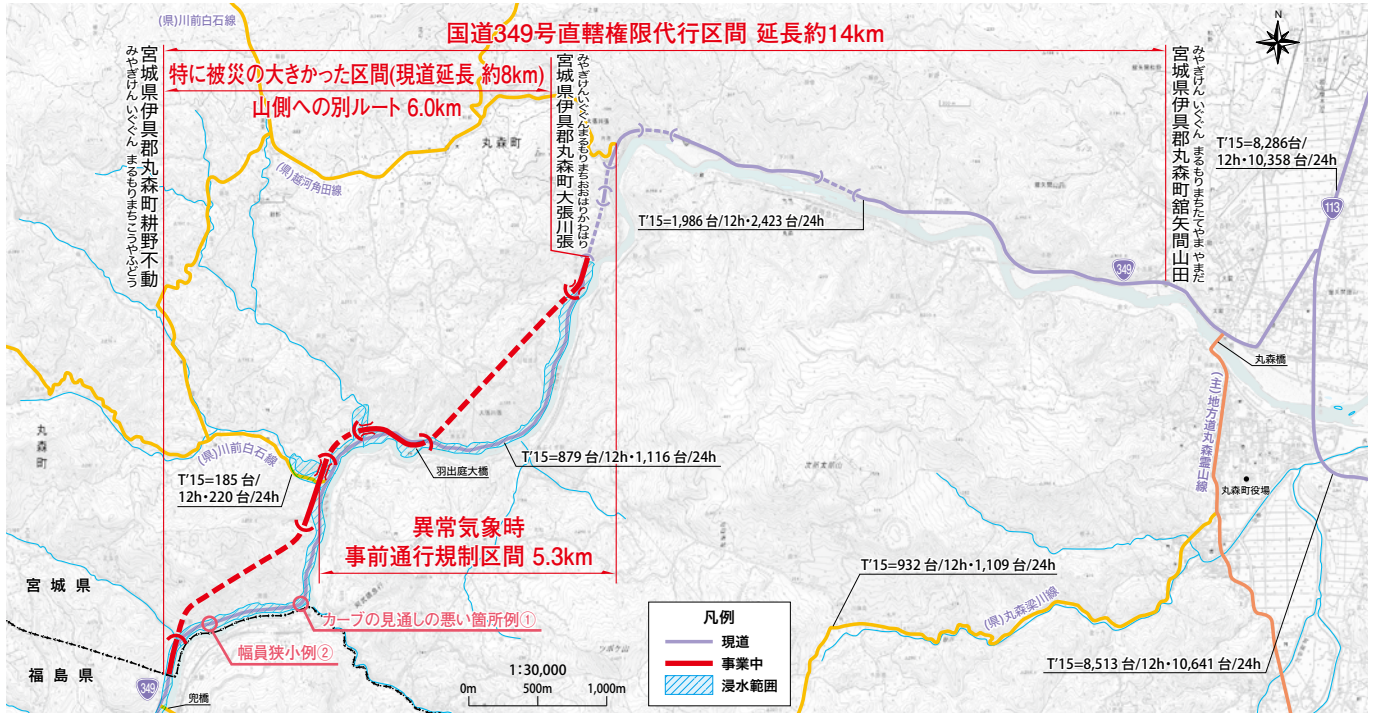 国道349号直轄権限代行区間 延長約14km
特に被災の大きかった区間(現道延長 約8km)
山側への別ルート 6.0km
(県)川前白石線
みやぎけん いぐぐん まるもりまちこうやふどう
宮城県伊具郡丸森町耕野不動
みやぎけんいぐぐんまるもりまちおおはりかわはり
宮城県伊具郡丸森町大張川張
宮城県伊具郡丸森町舘矢間山田
みやぎけん いぐぐん まるもりまちたてやま やまだ
N
丸森町
(県)越河角田線
T'15=8,286台/
12h・10,358 台/24h
113
T'15=1,986 台/12h・2,423 台/24h
349
丸森橋
(主)地方道丸森霊山線
丸森町役場
丸森町
(県)川前白石線
T'15=185 台/
12h・220 台/24h
羽出庭大橋
T'15=879 台/12h・1,116 台/24h
異常気象時
事前通行規制区間 5.3km
T'15=932 台/12h・1,109 台/24h
(県)丸森梁川線
T'15=8,513 台/12h・10,641 台/24h
宮城県
福島県
カーブの見通しの悪い箇所例①
幅員狭小例②
349
兜橋
1:30,000
0m 500m 1,000m
凡例
現道
事業中
浸水範囲